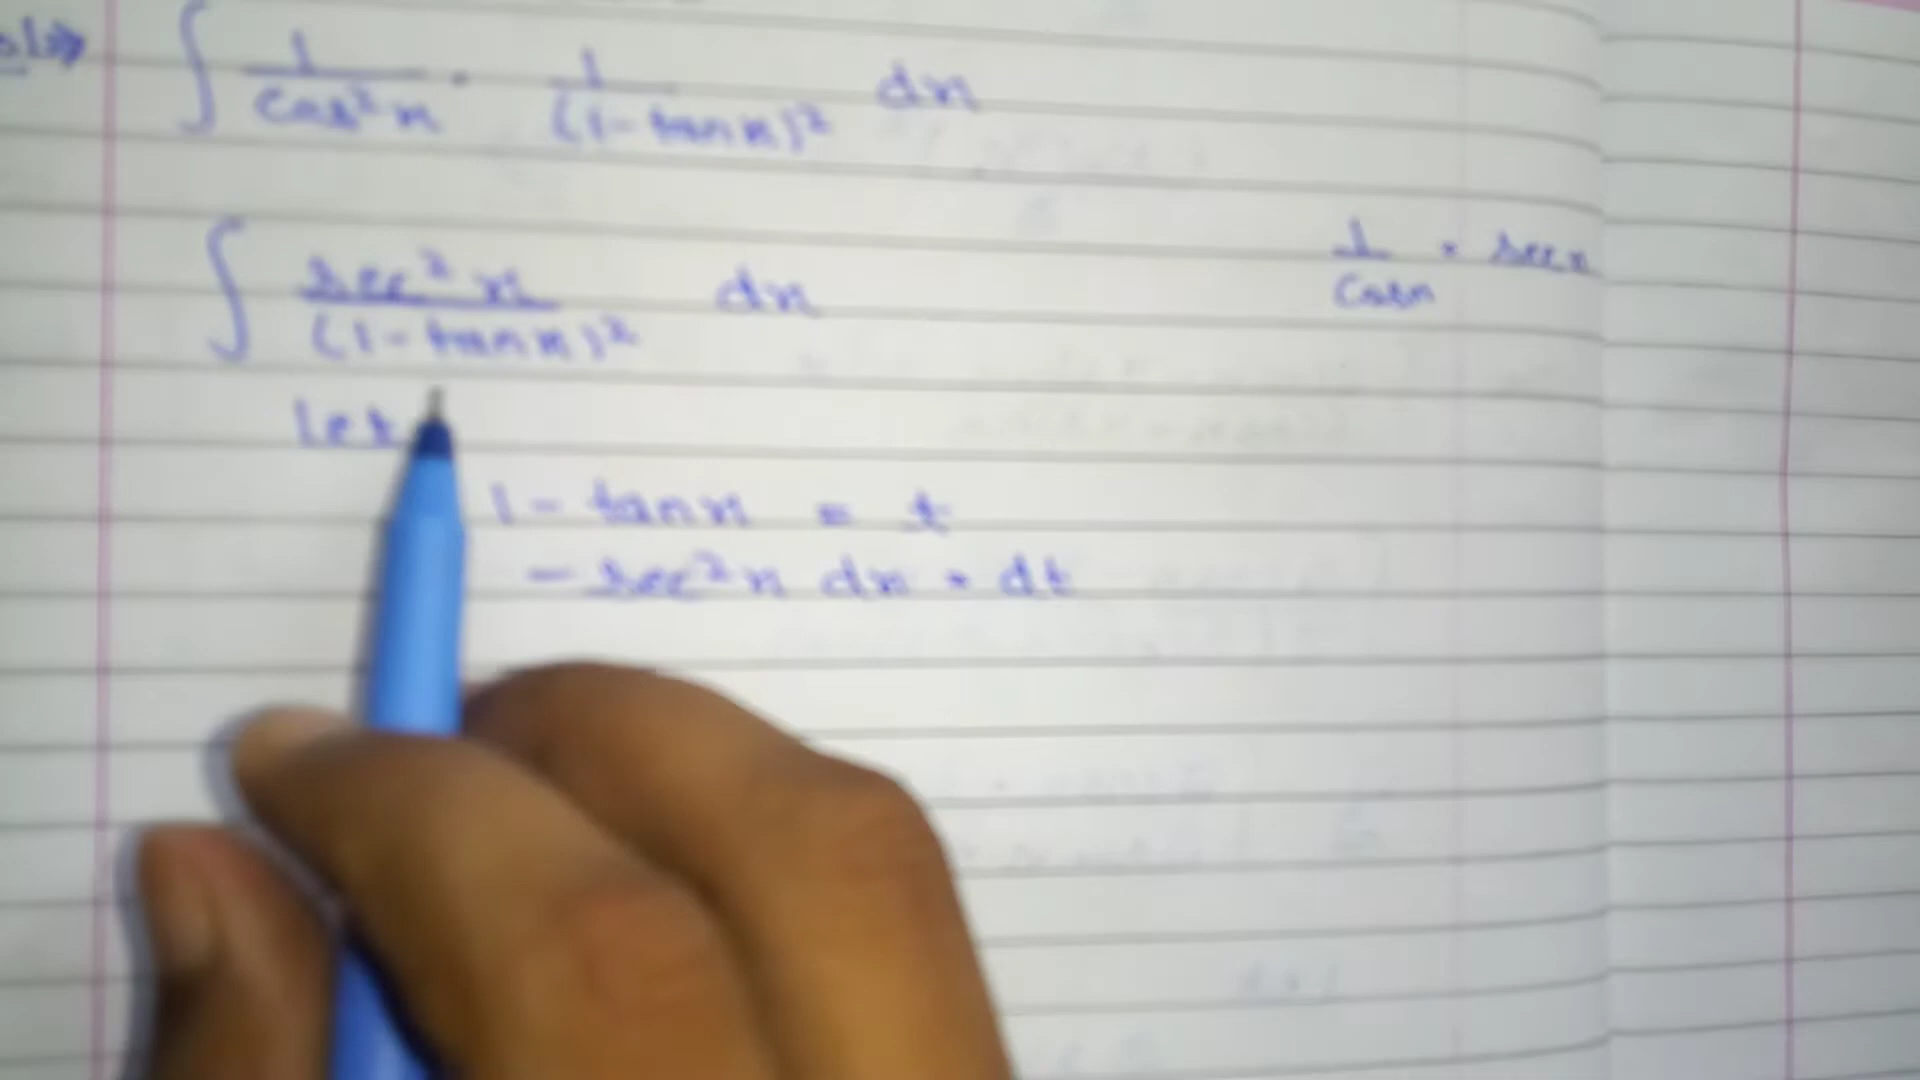 ∫ 1/cos²x · 1/(1-tanx)² dx
∫ sec²x/(1-tanx)² dx
1/cosx = secx
let
1 - tanx = t
- sec²x dx = dt